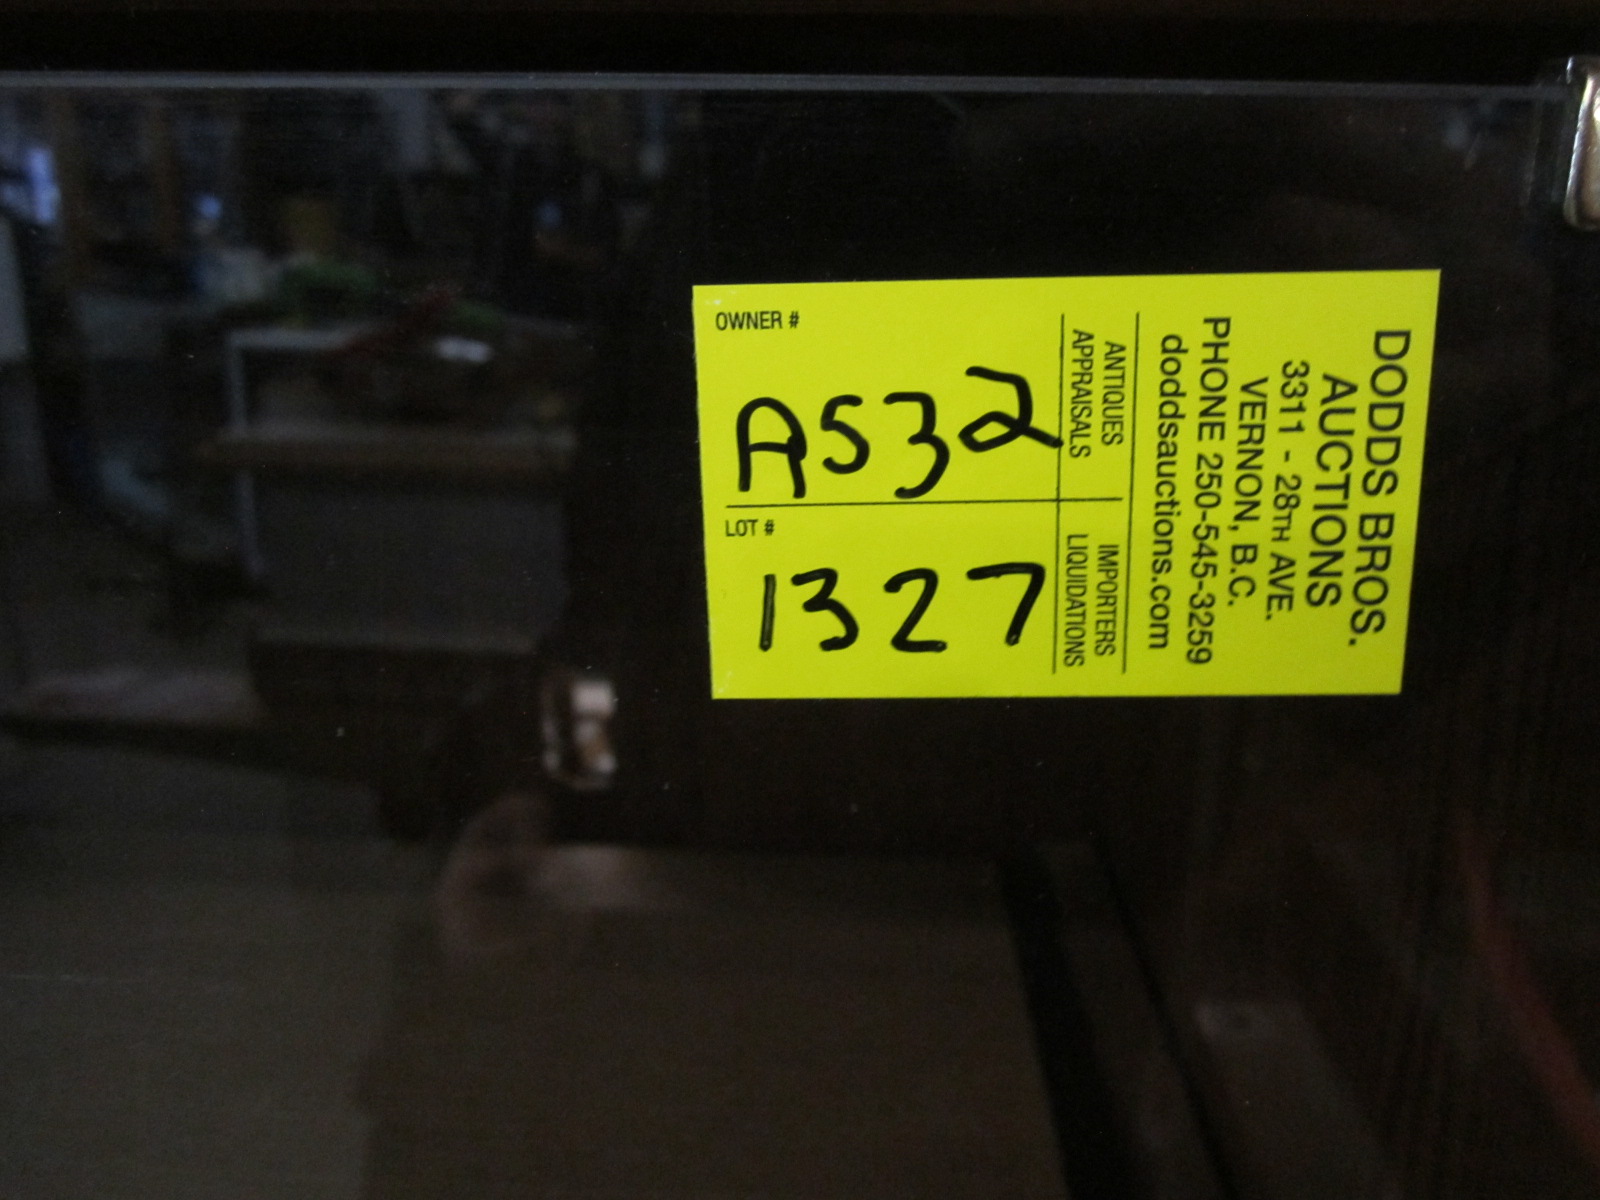 DODDS BROS.
AUCTIONS
3311 - 28TH AVE.
VERNON, B.C.
PHONE 250-545-3259
doddsauctions.com
ANTIQUES
APPRAISALS
IMPORTERS
LIQUIDATIONS
OWNER #
A532
LOT #
1327